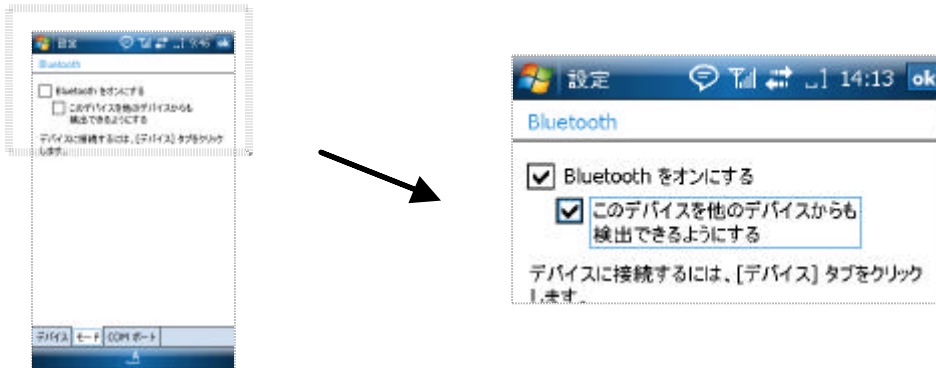 設定 9:46 ok
Bluetooth
Bluetooth をオンにする
このデバイスを他のデバイスからも
検出できるようにする
デバイスに接続するには、[デバイス] タブをクリック
します。
デバイス モード COM ポート
設定 14:13 ok
Bluetooth
Bluetooth をオンにする
このデバイスを他のデバイスからも
検出できるようにする
デバイスに接続するには、[デバイス] タブをクリック
します。